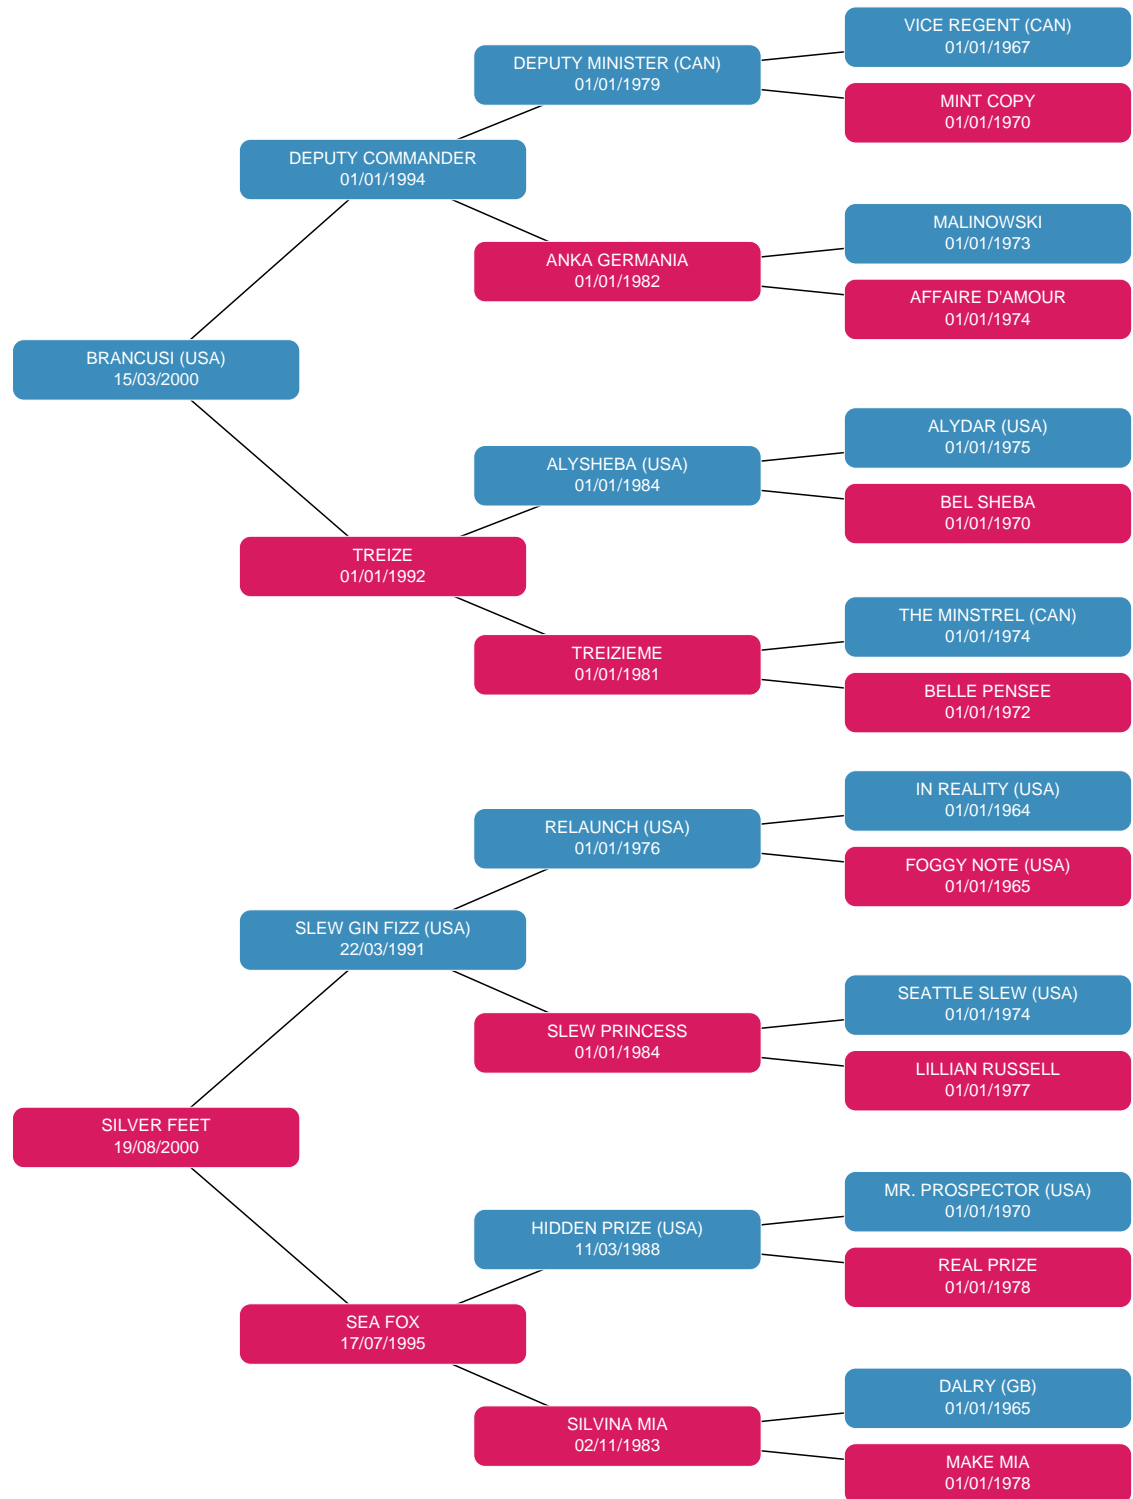 VICE REGENT (CAN)
01/01/1967
DEPUTY MINISTER (CAN)
01/01/1979
MINT COPY
01/01/1970
DEPUTY COMMANDER
01/01/1994
MALINOWSKI
01/01/1973
ANKA GERMANIA
01/01/1982
AFFAIRE D'AMOUR
01/01/1974
BRANCUSI (USA)
15/03/2000
ALYDAR (USA)
01/01/1975
ALYSHEBA (USA)
01/01/1984
BEL SHEBA
01/01/1970
TREIZE
01/01/1992
THE MINSTREL (CAN)
01/01/1974
TREIZIEME
01/01/1981
BELLE PENSEE
01/01/1972
IN REALITY (USA)
01/01/1964
RELAUNCH (USA)
01/01/1976
FOGGY NOTE (USA)
01/01/1965
SLEW GIN FIZZ (USA)
22/03/1991
SEATTLE SLEW (USA)
01/01/1974
SLEW PRINCESS
01/01/1984
LILLIAN RUSSELL
01/01/1977
SILVER FEET
19/08/2000
MR. PROSPECTOR (USA)
01/01/1970
HIDDEN PRIZE (USA)
11/03/1988
REAL PRIZE
01/01/1978
SEA FOX
17/07/1995
DALRY (GB)
01/01/1965
SILVINA MIA
02/11/1983
MAKE MIA
01/01/1978